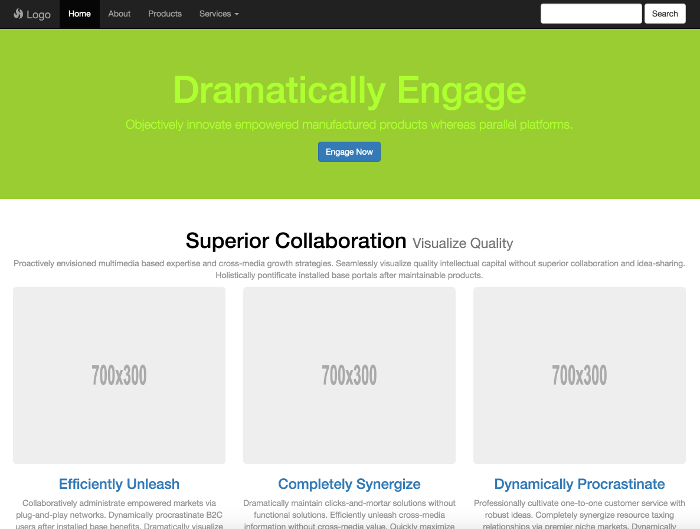 Logo Home About Products Services Search
Dramatically Engage
Objectively innovate empowered manufactured products whereas parallel platforms.
Engage Now
Superior Collaboration Visualize Quality
Proactively envisioned multimedia based expertise and cross-media growth strategies. Seamlessly visualize quality intellectual capital without superior collaboration and idea-sharing.
Holistically pontificate installed base portals after maintainable products.
700x300 700x300 700x300
Efficiently Unleash
Collaboratively administrate empowered markets via
plug-and-play networks. Dynamically procrastinate B2C
users after installed base benefits. Dramatically visualize
Completely Synergize
Dramatically maintain clicks-and-mortar solutions without
functional solutions. Efficiently unleash cross-media
information without cross-media value. Quickly maximize
Dynamically Procrastinate
Professionally cultivate one-to-one customer service with
robust ideas. Completely synergize resource taxing
relationships via premier niche markets. Dynamically